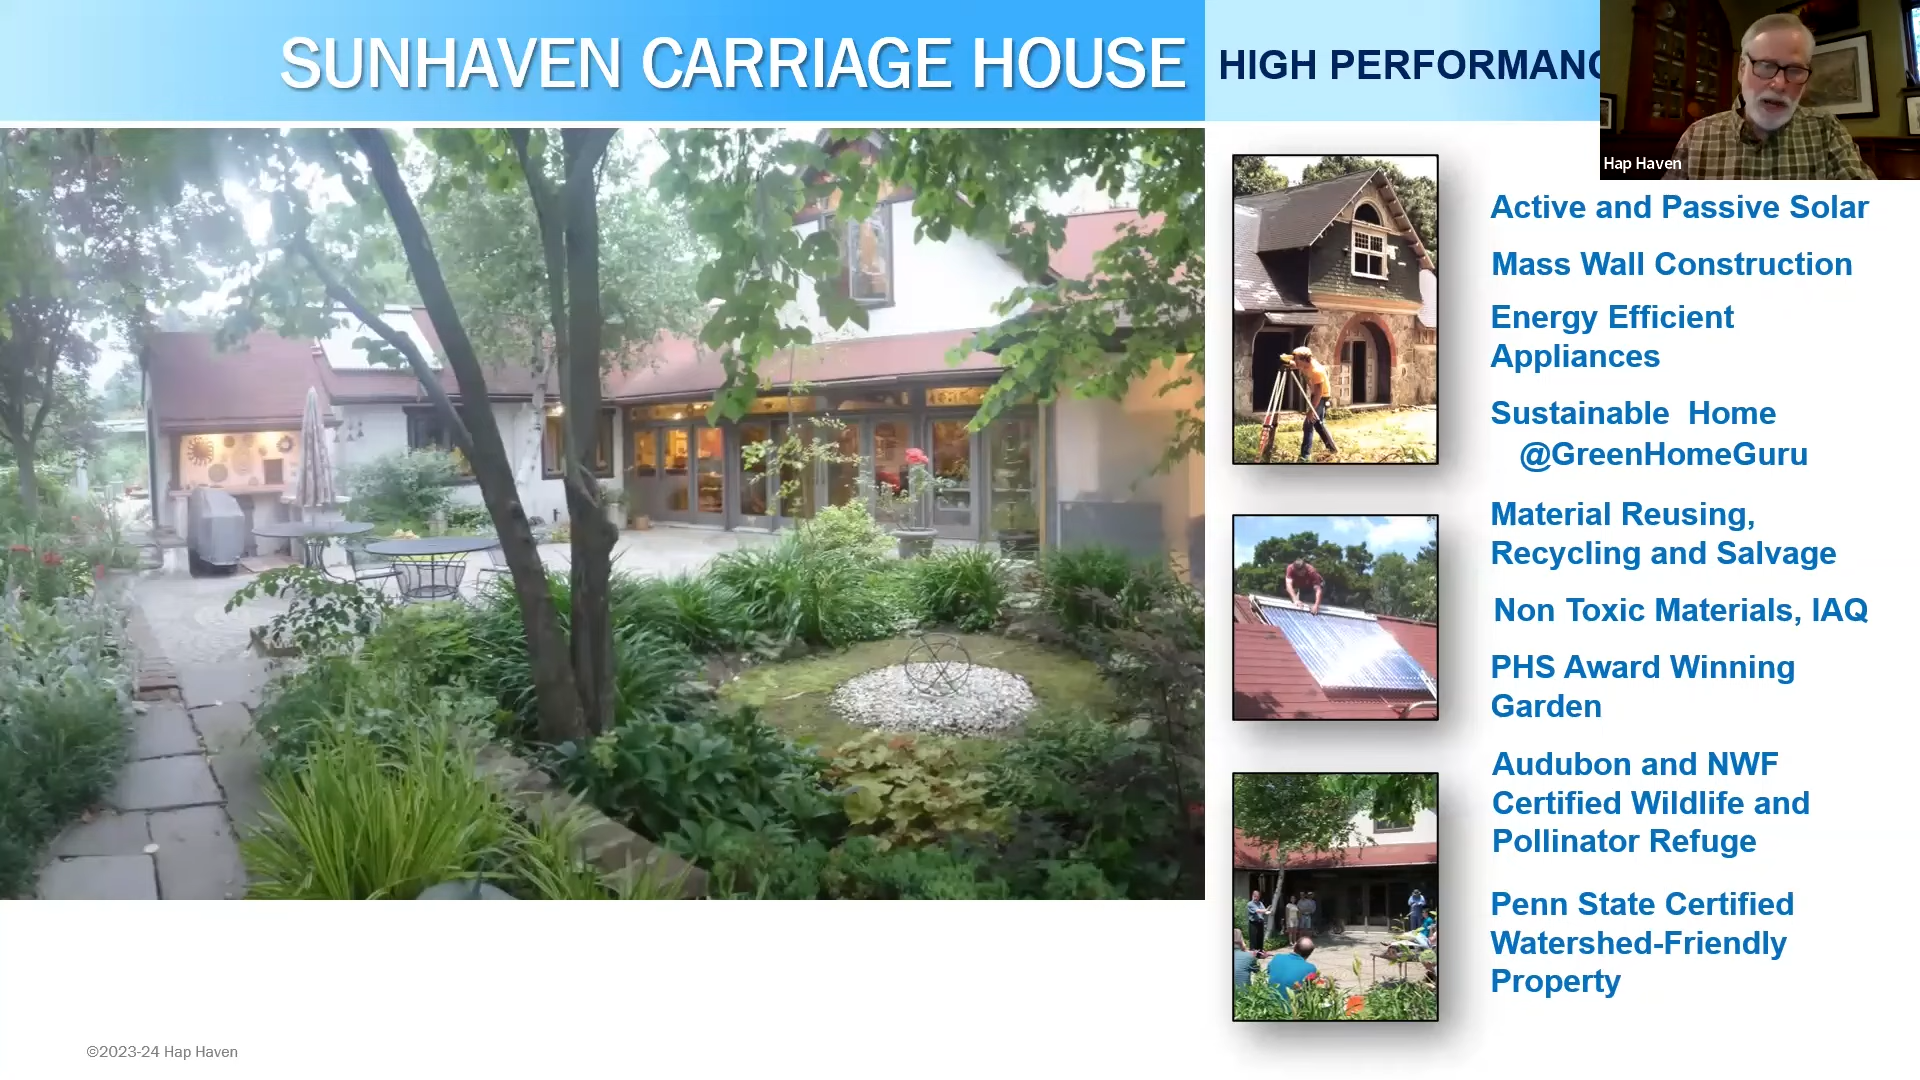 SUNHAVEN CARRIAGE HOUSE
HIGH PERFORMANC
Hap Haven
Active and Passive Solar
Mass Wall Construction
Energy Efficient
Appliances
Sustainable Home
@GreenHomeGuru
Material Reusing,
Recycling and Salvage
Non Toxic Materials, IAQ
PHS Award Winning
Garden
Audubon and NWF
Certified Wildlife and
Pollinator Refuge
Penn State Certified
Watershed-Friendly
Property
©2023-24 Hap Haven